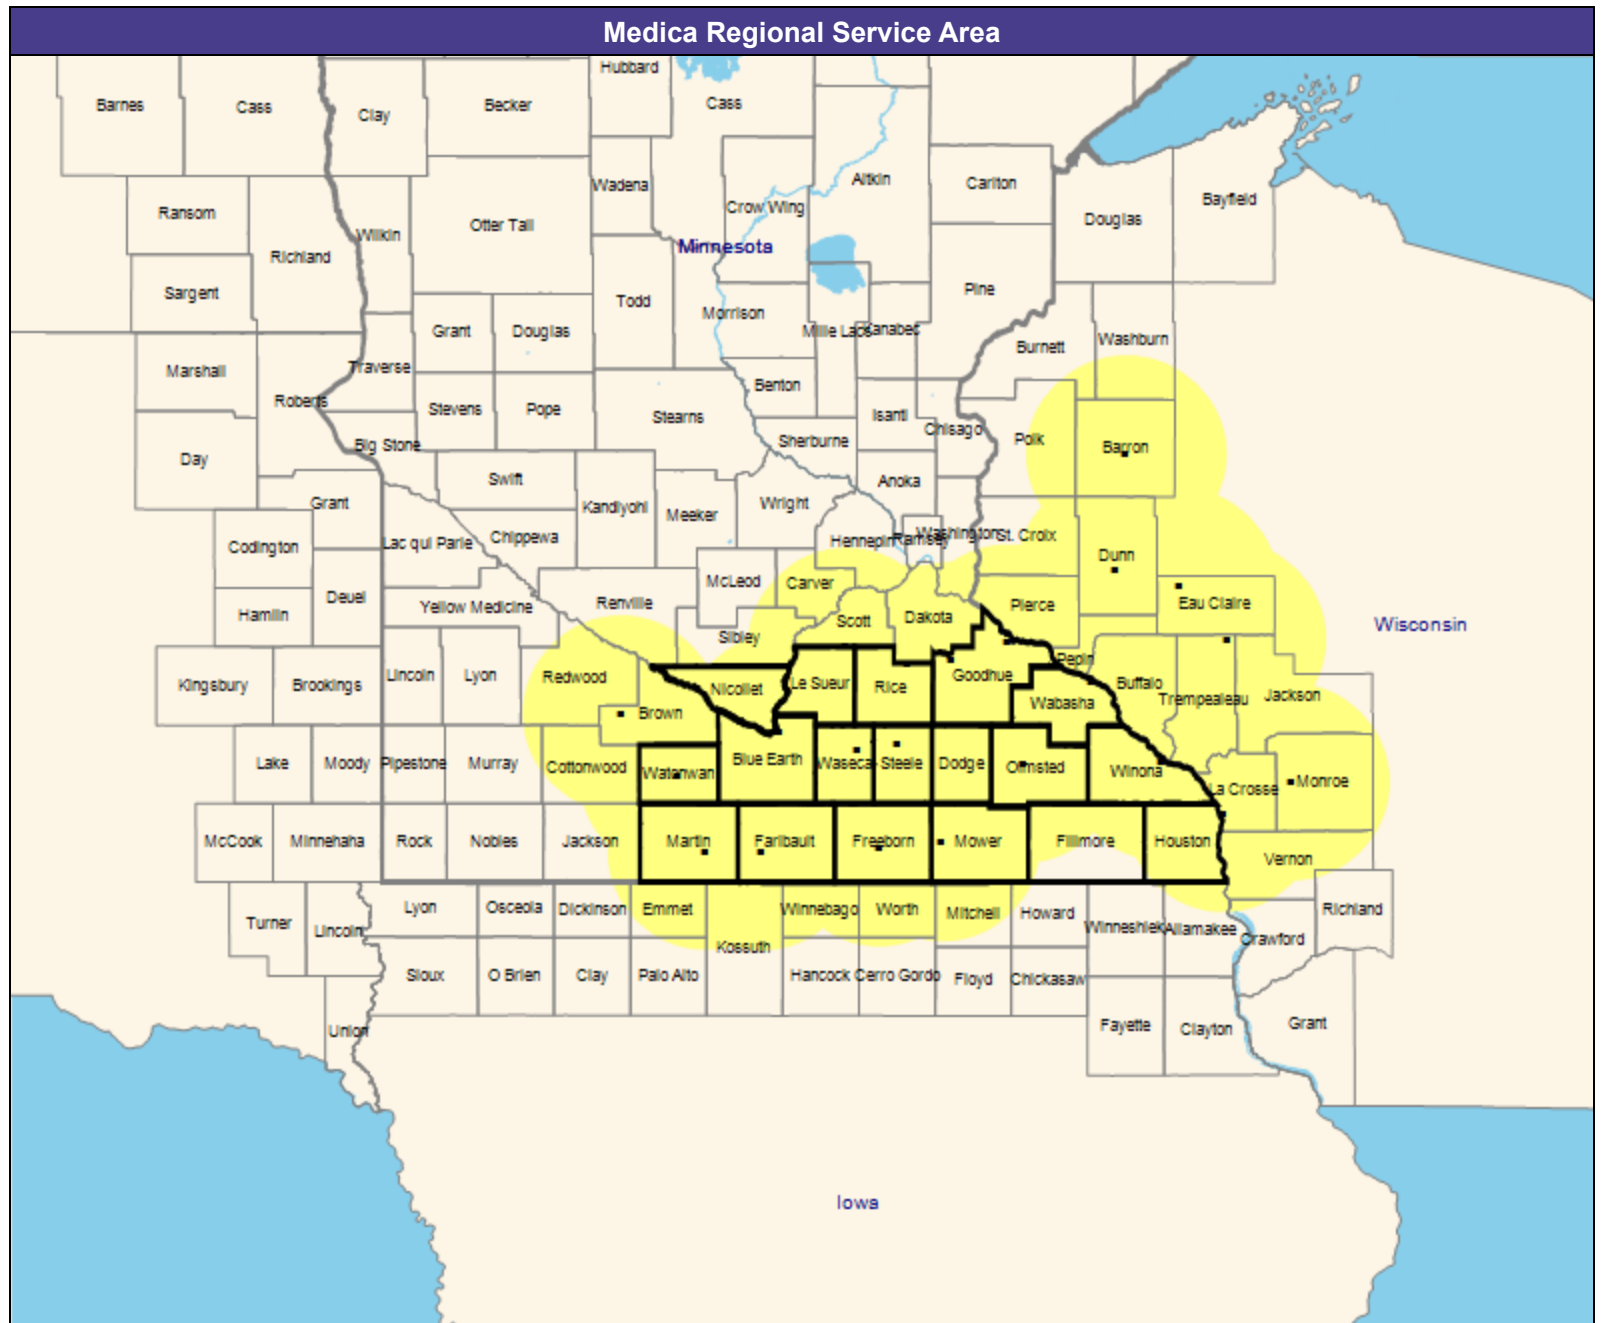 Medica Regional Service Area
Hubbard
Barnes
Cass
Clay
Becker
Cass
Wadena
Aitkin
Carlton
Ransom
Crow Wing
Bayfield
Otter Tail
Douglas
Wilkin
Minnesota
Richland
Sargent
Pine
Todd
Morrison
Grant
Douglas
Mille Lacs
Kanabec
Washburn
Burnett
Marshall
Traverse
Benton
Roberts
Stevens
Pope
Stearns
Isanti
Chisago
Polk
Barron
Big Stone
Sherburne
Day
Swift
Anoka
Grant
Kandiyohi
Meeker
Wright
Codington
Lac qui Parle
Chippewa
Hennepin
Ramsey
Washington
St. Croix
Dunn
McLeod
Carver
Deuel
Yellow Medicine
Renville
Pierce
Eau Claire
Hamlin
Scott
Dakota
Sibley
Wisconsin
Pepin
Kingsbury
Brookings
Lincoln
Lyon
Redwood
Nicollet
Le Sueur
Rice
Goodhue
Buffalo
Trempealeau
Jackson
Brown
Wabasha
Lake
Moody
Pipestone
Murray
Cottonwood
Watonwan
Blue Earth
Waseca
Steele
Dodge
Olmsted
Winona
La Crosse
Monroe
McCook
Minnehaha
Rock
Nobles
Jackson
Martin
Faribault
Freeborn
Mower
Fillmore
Houston
Vernon
Turner
Lincoln
Lyon
Osceola
Dickinson
Emmet
Winnebago
Worth
Mitchell
Howard
Winneshiek
Allamakee
Richland
Crawford
Kossuth
Sioux
O Brien
Clay
Palo Alto
Hancock
Cerro Gordo
Floyd
Chickasaw
Union
Fayette
Clayton
Grant
Iowa